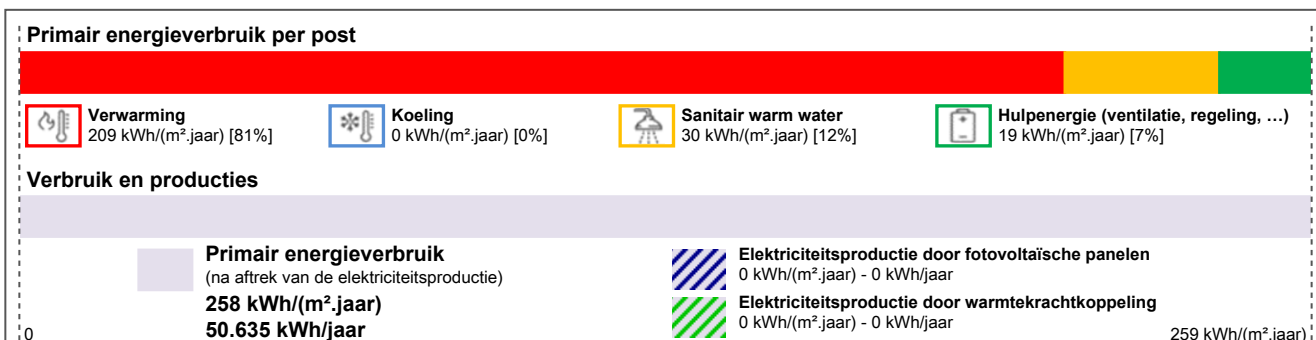 Primair energieverbruik per post
Verwarming
209 kWh/(m².jaar) [81%]
Koeling
0 kWh/(m².jaar) [0%]
Sanitair warm water
30 kWh/(m².jaar) [12%]
Hulpenergie (ventilatie, regeling, …)
19 kWh/(m².jaar) [7%]
Verbruik en producties
Primair energieverbruik
(na aftrek van de elektriciteitsproductie)
258 kWh/(m².jaar)
50.635 kWh/jaar
Elektriciteitsproductie door fotovoltaïsche panelen
0 kWh/(m².jaar) - 0 kWh/jaar
Elektriciteitsproductie door warmtekrachtkoppeling
0 kWh/(m².jaar) - 0 kWh/jaar
0
259 kWh/(m².jaar)